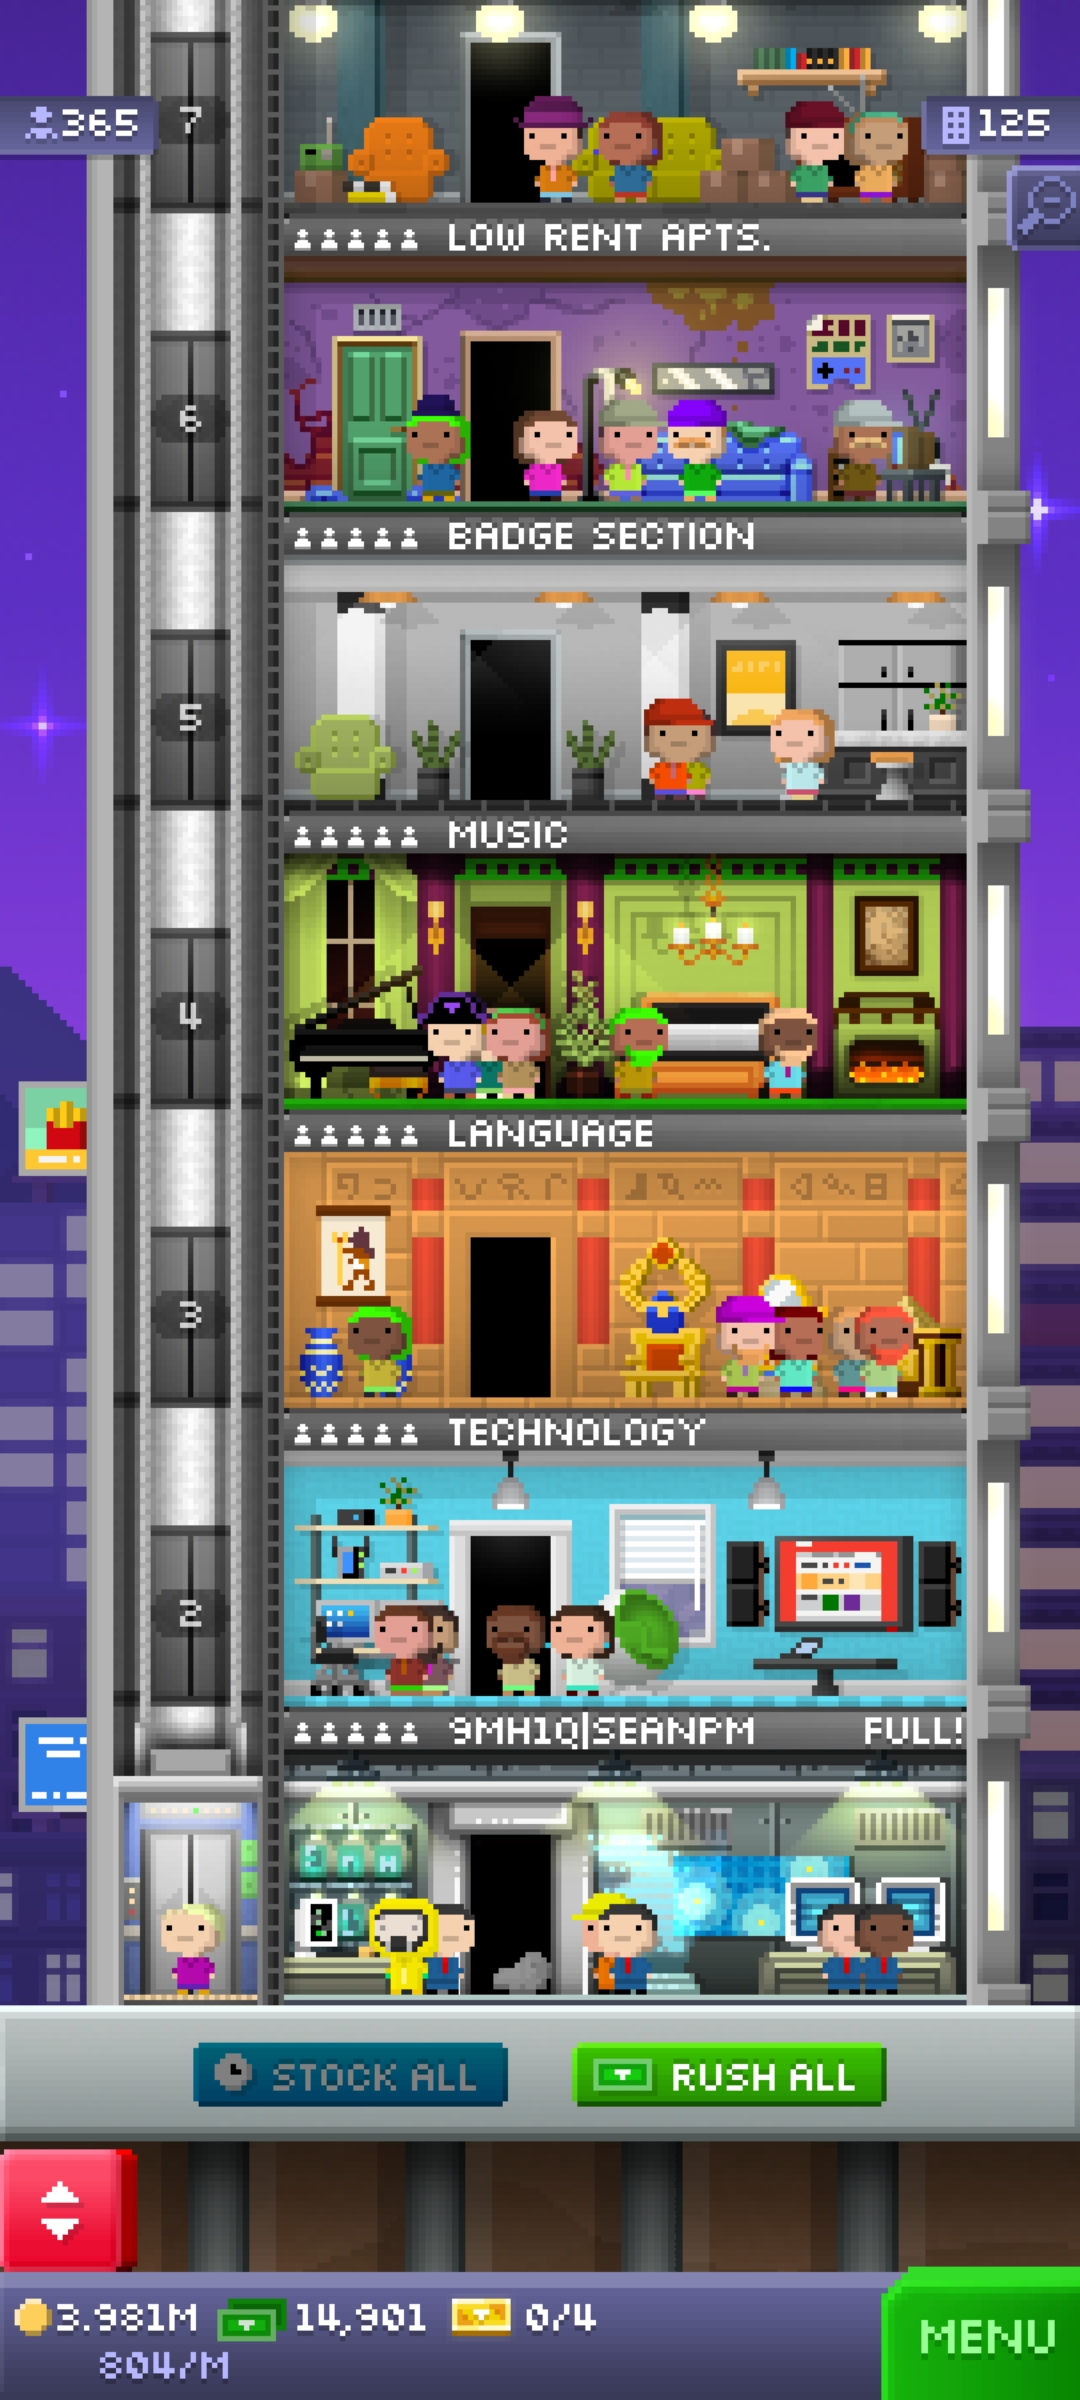 365
7
125
LOW RENT APTS.
6
BADGE SECTION
5
MUSIC
4
LANGUAGE
3
TECHNOLOGY
2
9MH1Q|SEANPM FULL!
STOCK ALL
RUSH ALL
3.981M 14,901 0/4
804/M
MENU